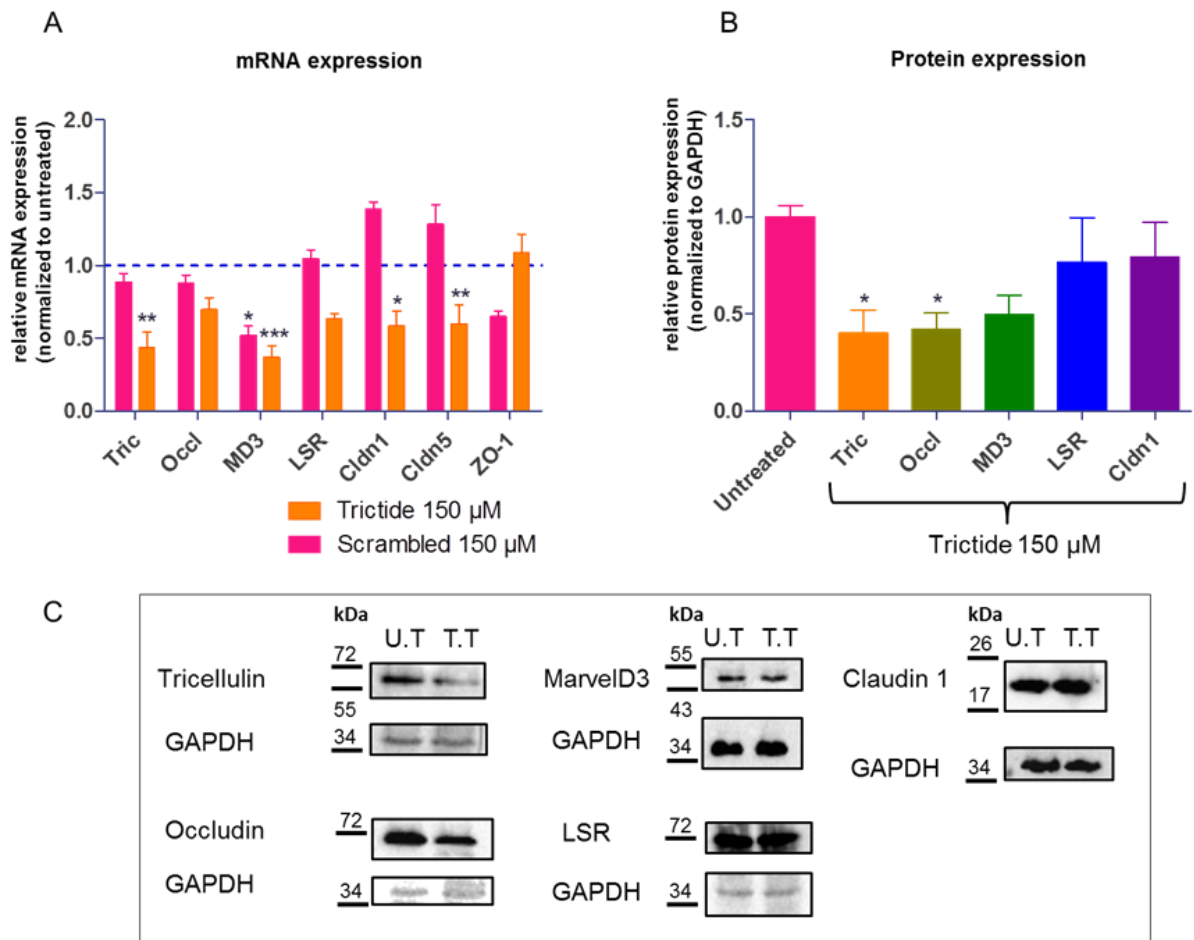 A
mRNA expression
relative mRNA expression
(normalized to untreated)
2.0
1.5
1.0
0.5
0.0
**
*
***
*
**
Tric
Occl
MD3
LSR
Cldn1
Cldn5
ZO-1
Trictide 150 µM
Scrambled 150 µM
B
Protein expression
relative protein expression
(normalized to GAPDH)
1.5
1.0
0.5
0.0
*
*
Untreated
Tric
Occl
MD3
LSR
Cldn1
Trictide 150 µM
C
kDa
U.T T.T
72
Tricellulin
55
GAPDH
34
Occludin
72
GAPDH
34
kDa
U.T T.T
55
MarvelD3
43
GAPDH
34
LSR
72
GAPDH
34
kDa
U.T T.T
26
Claudin 1
17
GAPDH
34